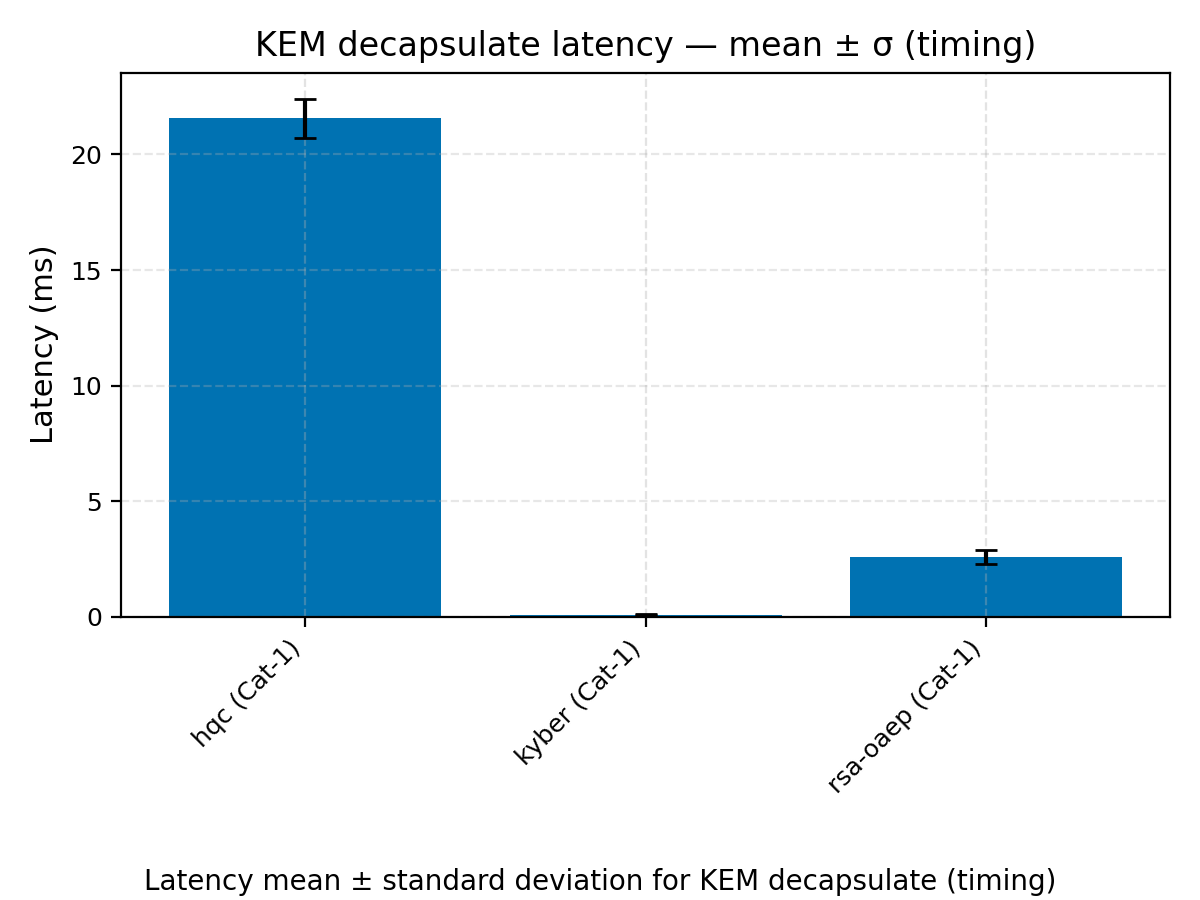 KEM decapsulate latency — mean ± σ (timing)
Latency (ms)
20
15
10
5
0
hqc (Cat-1)
kyber (Cat-1)
rsa-oaep (Cat-1)
Latency mean ± standard deviation for KEM decapsulate (timing)